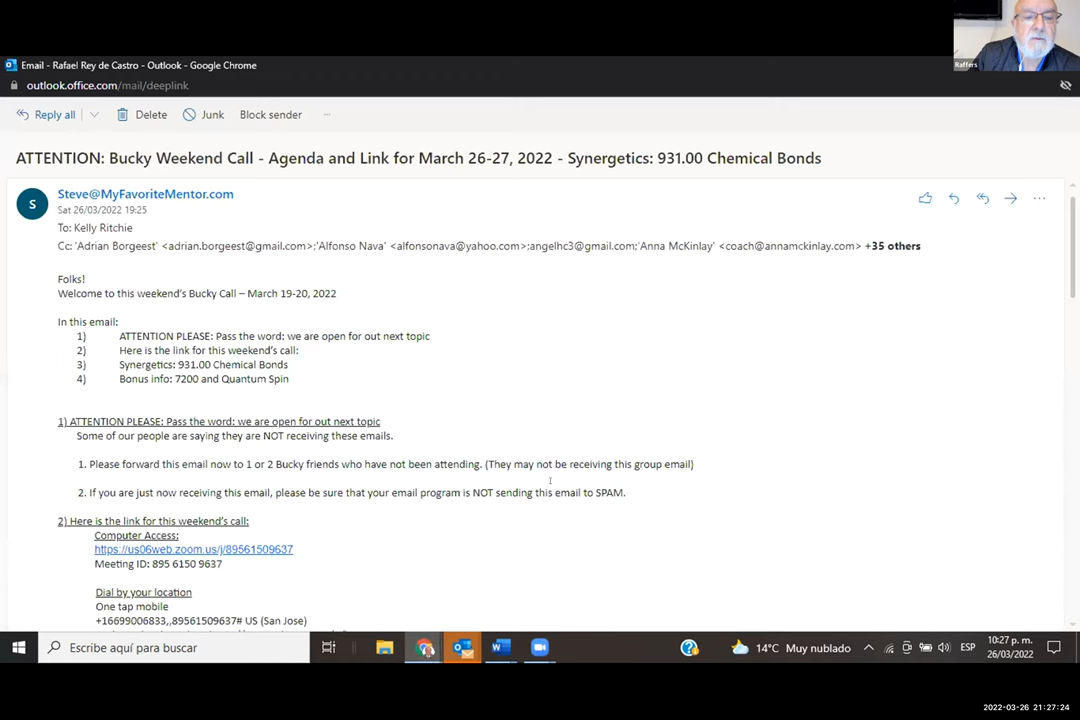 Raffers
Email - Rafael Rey de Castro - Outlook - Google Chrome
outlook.office.com/mail/deeplink
Reply all Delete Junk Block sender ...
ATTENTION: Bucky Weekend Call - Agenda and Link for March 26-27, 2022 - Synergetics: 931.00 Chemical Bonds
S
Steve@MyFavoriteMentor.com
Sat 26/03/2022 19:25
To: Kelly Ritchie
Cc: 'Adrian Borgeest' <adrian.borgeest@gmail.com>;'Alfonso Nava' <alfonsonava@yahoo.com>;angelhc3@gmail.com;'Anna McKinlay' <coach@annamckinlay.com> +35 others
Folks!
Welcome to this weekend's Bucky Call – March 19-20, 2022
In this email:
1) ATTENTION PLEASE: Pass the word: we are open for out next topic
2) Here is the link for this weekend's call:
3) Synergetics: 931.00 Chemical Bonds
4) Bonus info: 7200 and Quantum Spin
1) ATTENTION PLEASE: Pass the word: we are open for out next topic
Some of our people are saying they are NOT receiving these emails.
1. Please forward this email now to 1 or 2 Bucky friends who have not been attending. (They may not be receiving this group email)
2. If you are just now receiving this email, please be sure that your email program is NOT sending this email to SPAM.
2) Here is the link for this weekend's call:
Computer Access:
https://us06web.zoom.us/j/89561509637
Meeting ID: 895 6150 9637
Dial by your location
One tap mobile
+16699006833,,89561509637# US (San Jose)
Escribe aquí para buscar
14°C Muy nublado
ESP
10:27 p. m.
26/03/2022
2022-03-26 21:27:24